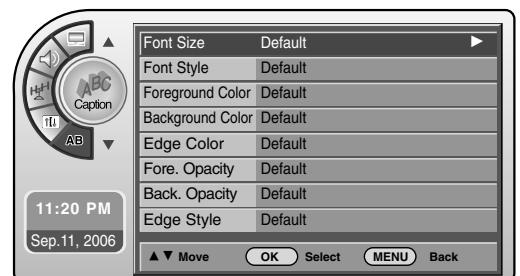 ABC
Caption
AB
11:20 PM
Sep.11, 2006
Font Size Default
Font Style Default
Foreground Color Default
Background Color Default
Edge Color Default
Fore. Opacity Default
Back. Opacity Default
Edge Style Default
▲▼ Move OK Select MENU Back